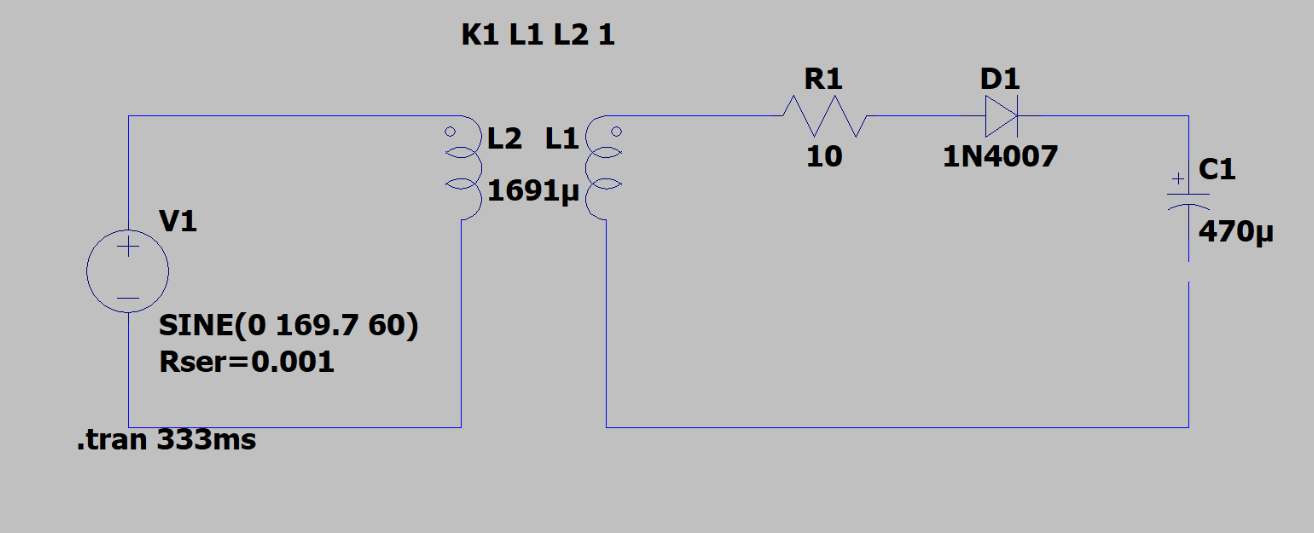 K1 L1 L2 1
R1
D1
L2
L1
10
1N4007
C1
1691µ
V1
470µ
SINE(0 169.7 60)
Rser=0.001
.tran 333ms